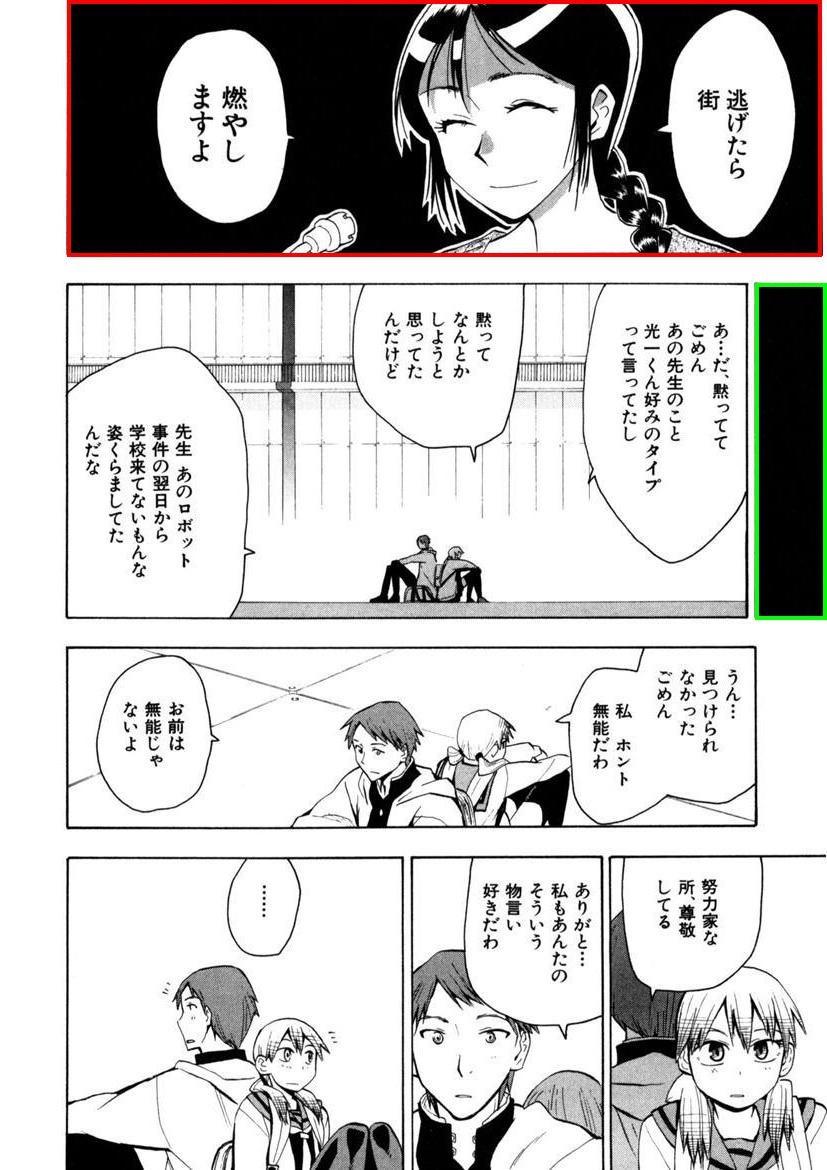 逃げたら
街
燃やし
ますよ
あ…だ、黙ってて
ごめん
あの先生のこと
光一くん好みのタイプ
って言ってたし
黙って
なんとか
しようと
思ってた
んだけど
先生 あのロボット
事件の翌日から
学校来てないもんな
姿くらましてた
んだな
うん…
見つけられ
なかった
ごめん
私 ホント
無能だわ
お前は
無能じゃ
ないよ
努力家な
所、尊敬
してる
ありがと…
私もあんたの
そういう
物言い
好きだわ
……